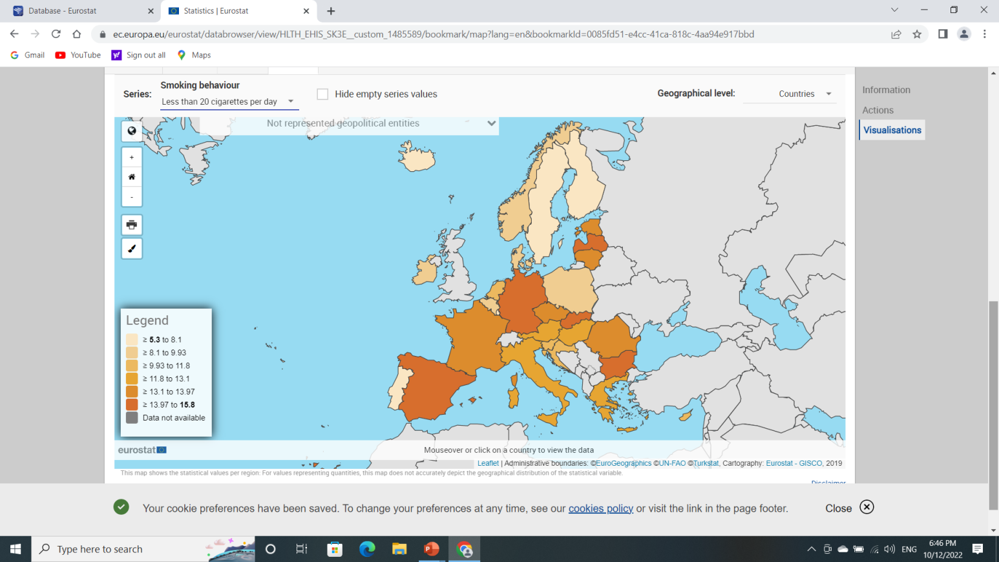 Database - Eurostat
Statistics | Eurostat
ec.europa.eu/eurostat/databrowser/view/HLTH_EHIS_SK3E__custom_1485589/bookmark/map?lang=en&bookmarkId=0085fd51-e4cc-41ca-818c-4aa94e917bbd
Gmail
YouTube
Sign out all
Maps
Series:
Smoking behaviour
Less than 20 cigarettes per day
Hide empty series values
Geographical level:
Countries
Information
Actions
Visualisations
Not represented geopolitical entities
+
-
Legend
≥ 5.3 to 8.1
≥ 8.1 to 9.93
≥ 9.93 to 11.8
≥ 11.8 to 13.1
≥ 13.1 to 13.97
≥ 13.97 to 15.8
Data not available
eurostat
Mouseover or click on a country to view the data
Leaflet | Administrative boundaries: ©EuroGeographics ©UN-FAO ©Turkstat, Cartography: Eurostat - GISCO, 2019
This map shows the statistical values per region: For values representing quantities, this map does not accurately depict the geographical distribution of the statistical variable.
Disclaimer
Your cookie preferences have been saved. To change your preferences at any time, see our cookies policy or visit the link in the page footer.
Close
Type here to search
ENG
6:46 PM
10/12/2022